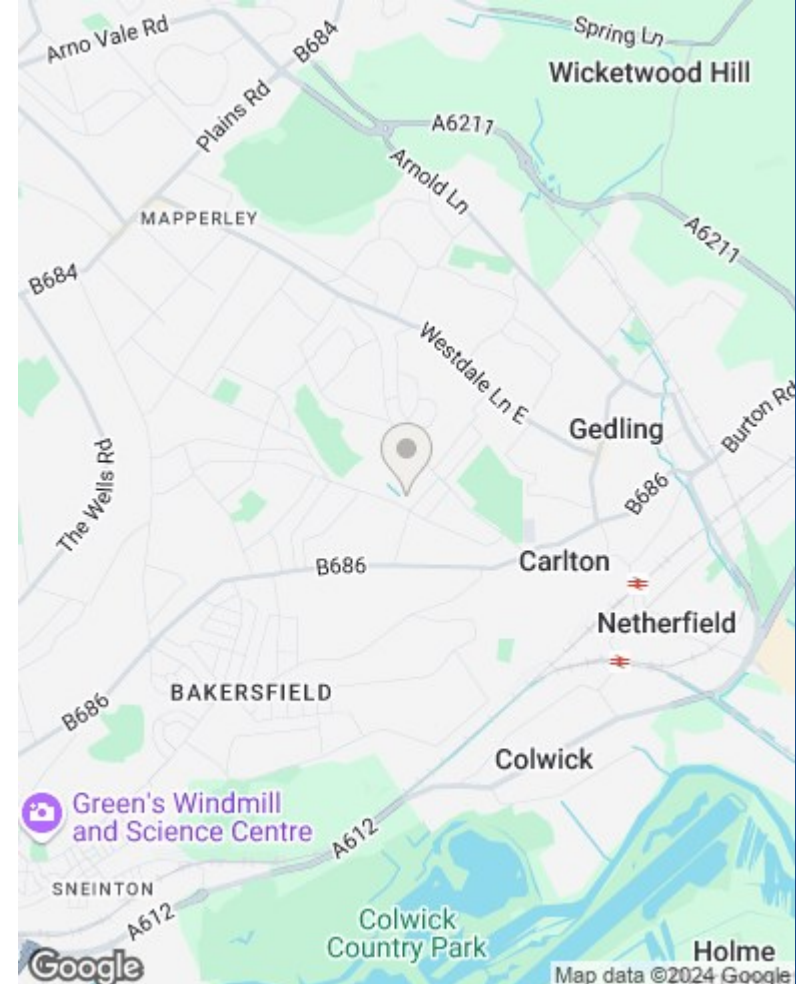 Arno Vale Rd
B684
Spring Ln
Wicketwood Hill
Plains Rd
A6211
Arnold Ln
MAPPERLEY
A6211
B684
Westdale Ln E
Burton Rd
Gedling
The Wells Rd
B686
B686
Carlton
Netherfield
BAKERSFIELD
B686
Colwick
Green's Windmill
and Science Centre
A612
SNEINTON
A612
Colwick
Country Park
Holme
Google
Map data ©2024 Google